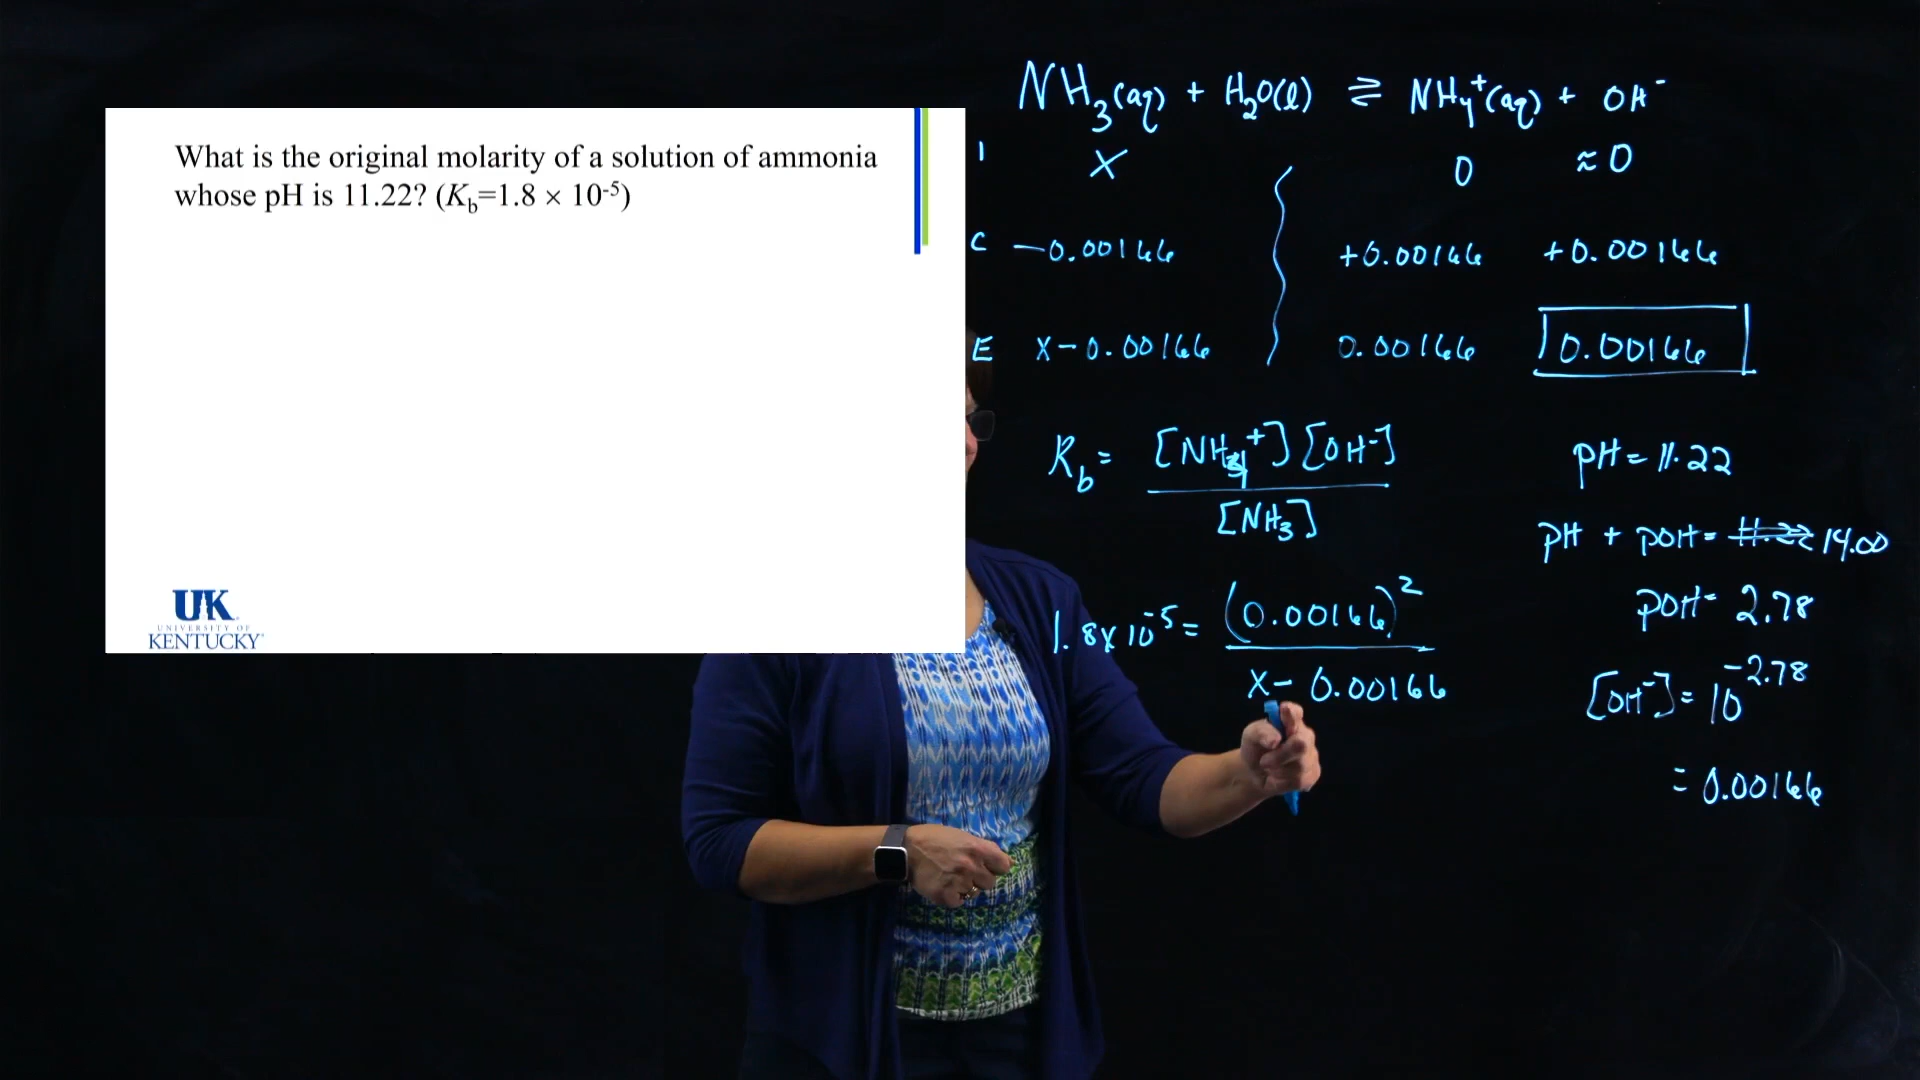 What is the original molarity of a solution of ammonia
whose pH is 11.22? (Kb=1.8 × 10-5)
UK
UNIVERSITY OF
KENTUCKY
NH3(aq) + H2O(l) ⇌ NH4+(aq) + OH-
I X 0 ≈0
C -0.00166 +0.00166 +0.00166
E X-0.00166 0.00166 0.00166
Kb= [NH4+][OH-]
[NH3]
1.8x10-5= (0.00166)2
X-0.00166
pH=11.22
pH + pOH= 11.22 14.00
pOH= 2.78
[OH-]= 10-2.78
= 0.00166